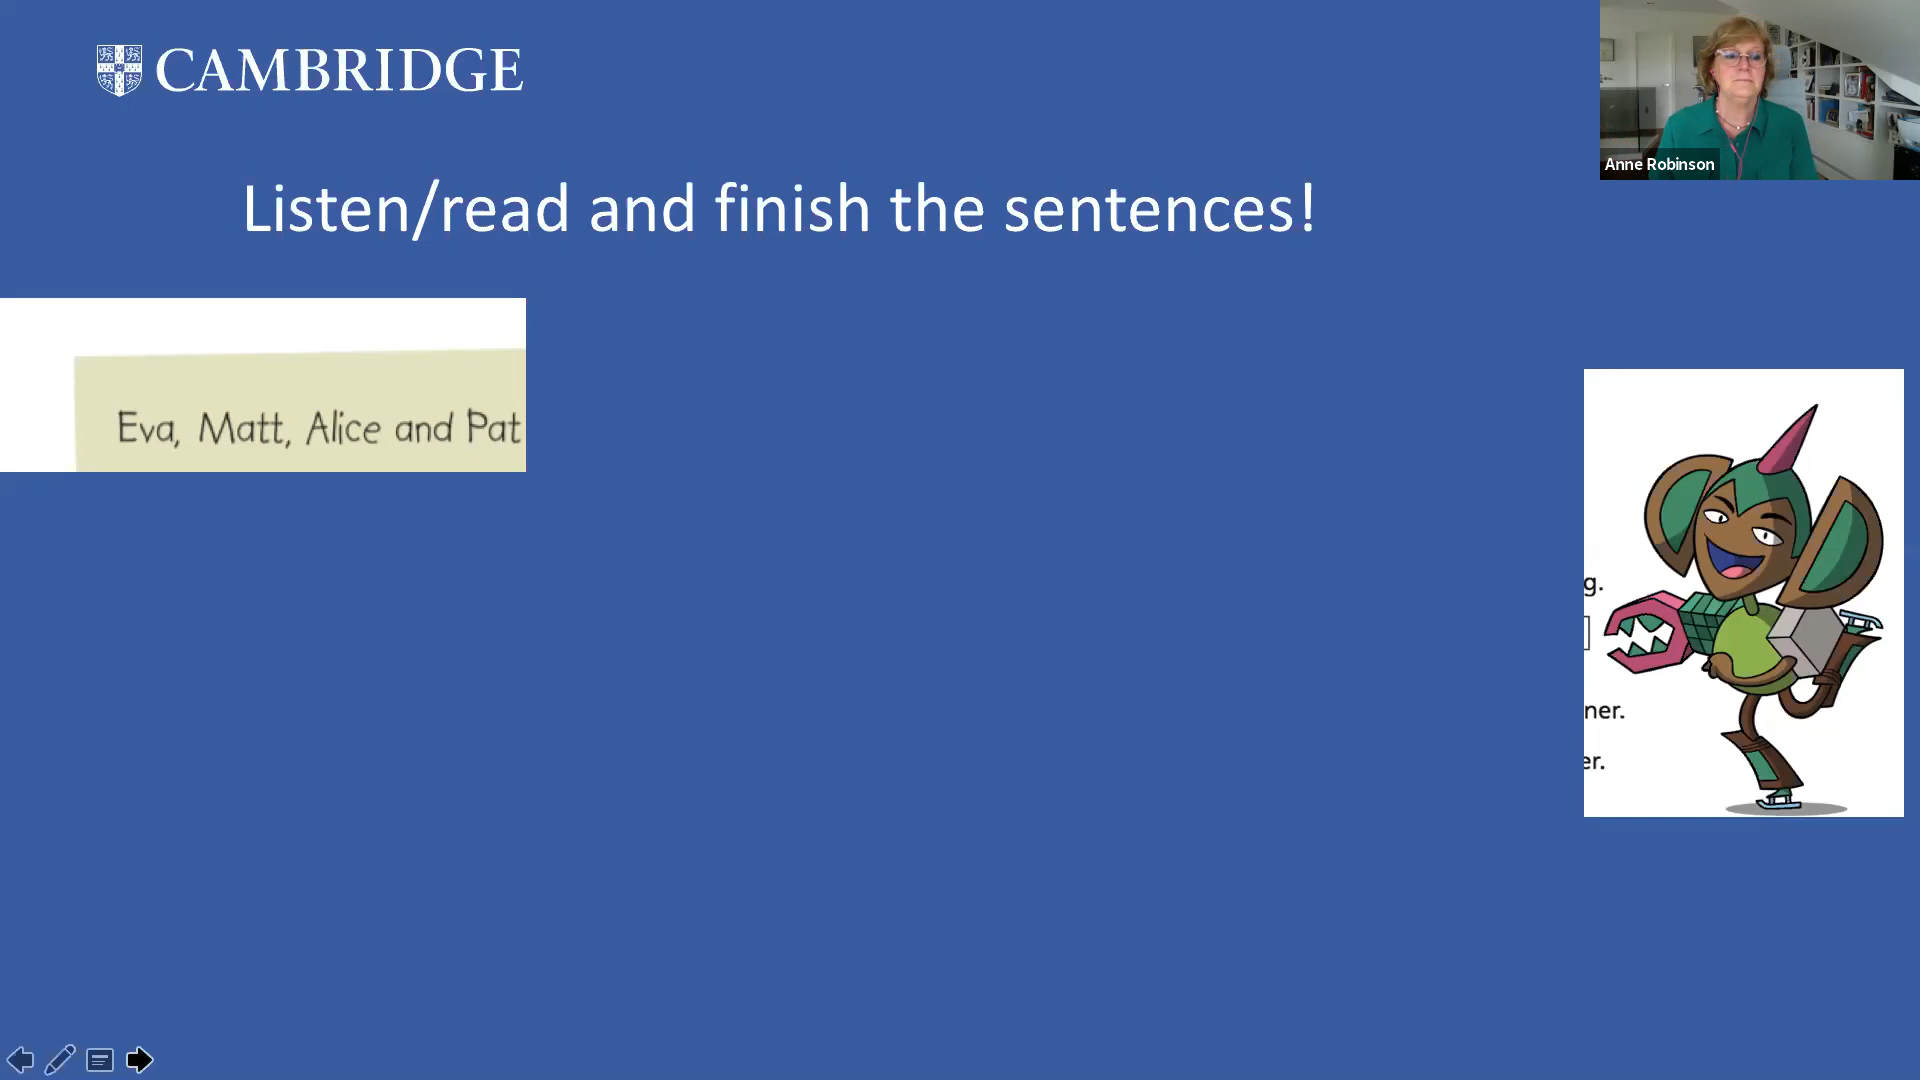 CAMBRIDGE
Anne Robinson
Listen/read and finish the sentences!
Eva, Matt, Alice and Pat
g.
ner.
er.